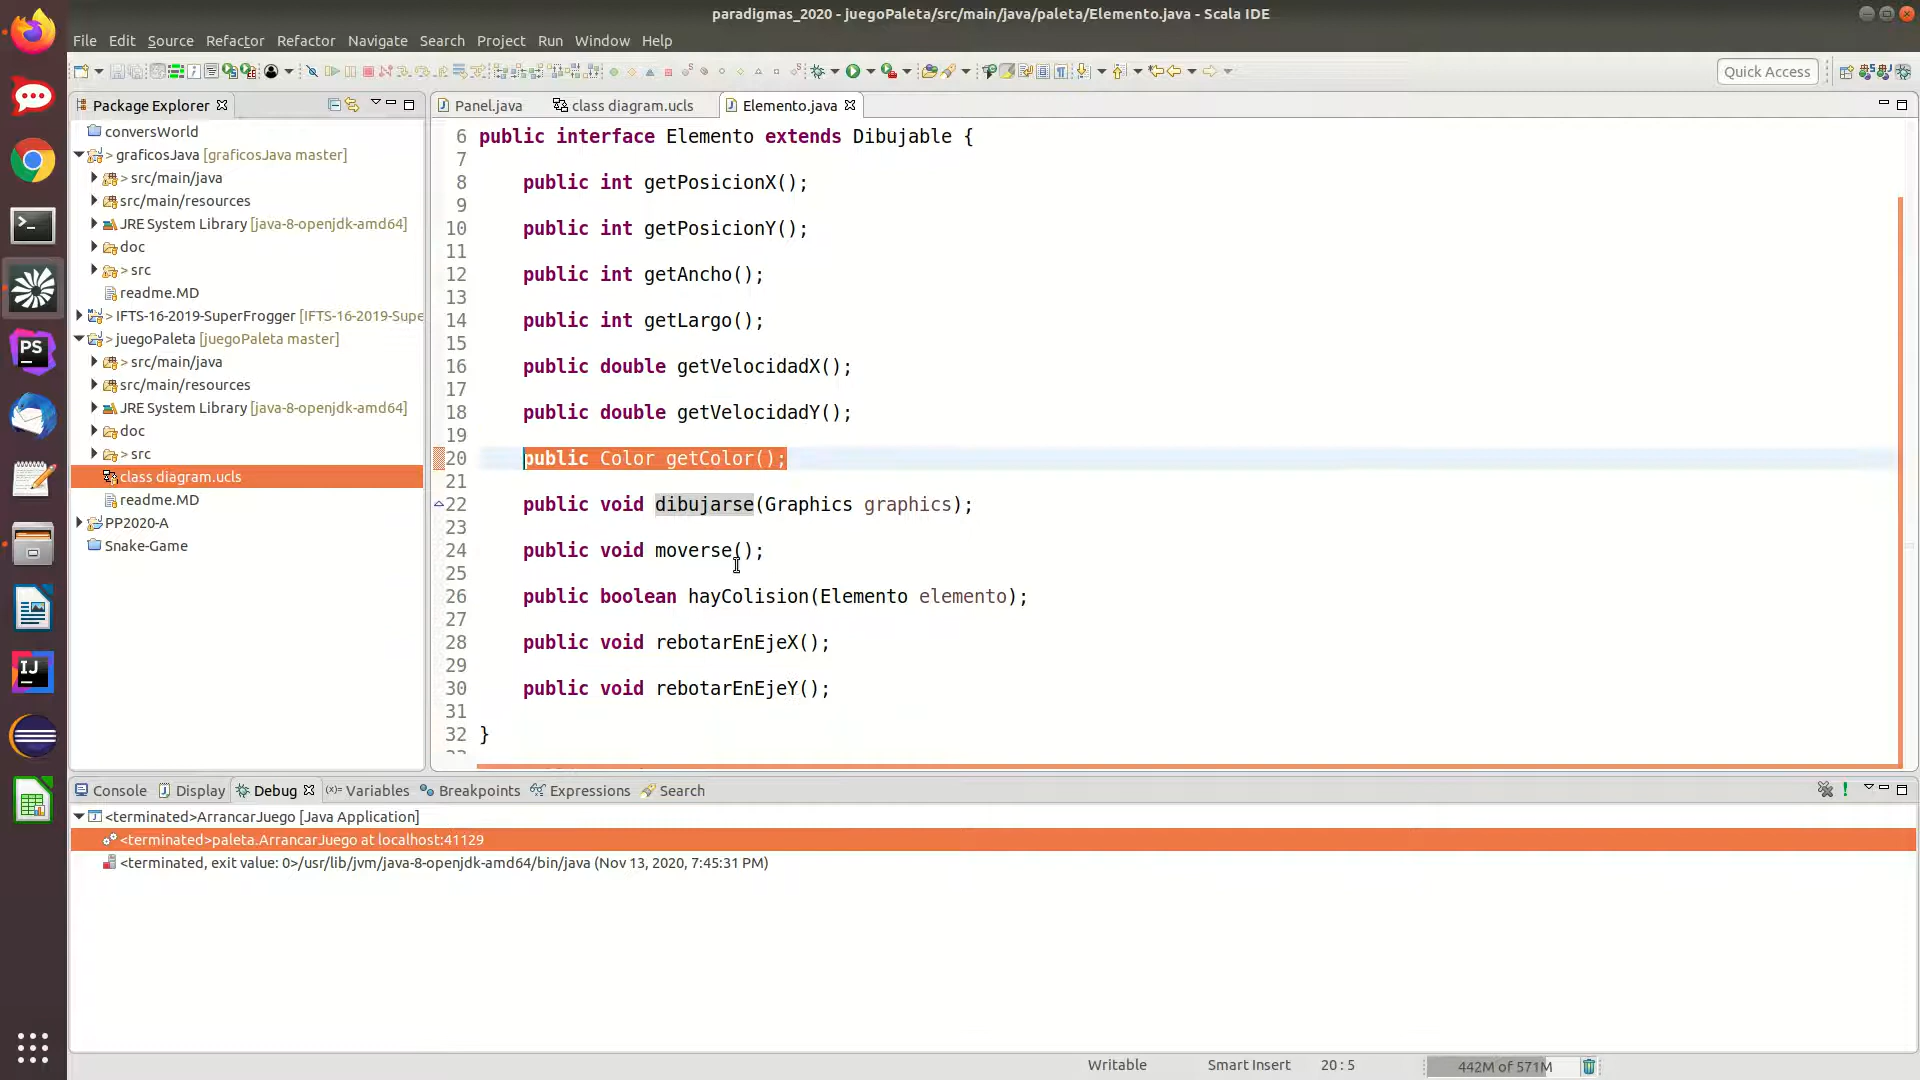 paradigmas_2020 - juegoPaleta/src/main/java/paleta/Elemento.java - Scala IDE
File Edit Source Refactor Refactor Navigate Search Project Run Window Help
Quick Access
Package Explorer
conversWorld
> graficosJava [graficosJava master]
> src/main/java
src/main/resources
JRE System Library [java-8-openjdk-amd64]
doc
> src
readme.MD
> IFTS-16-2019-SuperFrogger [IFTS-16-2019-Supe
> juegoPaleta [juegoPaleta master]
> src/main/java
src/main/resources
JRE System Library [java-8-openjdk-amd64]
doc
> src
class diagram.ucls
readme.MD
PP2020-A
Snake-Game
Panel.java class diagram.ucls Elemento.java
6 public interface Elemento extends Dibujable {
7
8 public int getPosicionX();
9
10 public int getPosicionY();
11
12 public int getAncho();
13
14 public int getLargo();
15
16 public double getVelocidadX();
17
18 public double getVelocidadY();
19
20 public Color getColor();
21
22 public void dibujarse(Graphics graphics);
23
24 public void moverse();
25
26 public boolean hayColision(Elemento elemento);
27
28 public void rebotarEnEjeX();
29
30 public void rebotarEnEjeY();
31
32 }
Console Display Debug (x)= Variables Breakpoints Expressions Search
<terminated>ArrancarJuego [Java Application]
<terminated>paleta.ArrancarJuego at localhost:41129
<terminated, exit value: 0>/usr/lib/jvm/java-8-openjdk-amd64/bin/java (Nov 13, 2020, 7:45:31 PM)
Writable Smart Insert 20 : 5 442M of 571M
PS
IJ